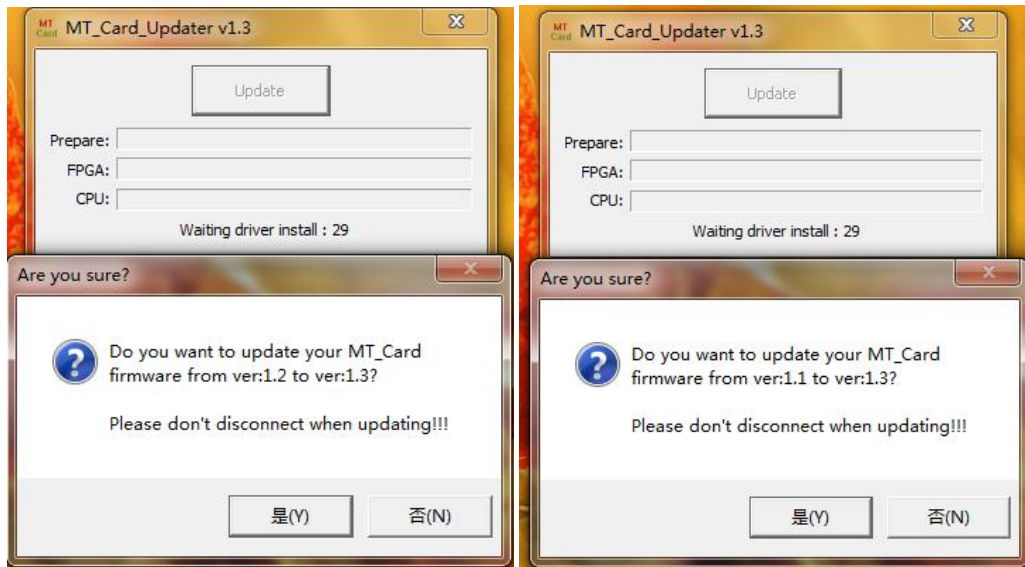 MT Card MT_Card_Updater v1.3
Update
Prepare:
FPGA:
CPU:
Waiting driver install : 29
Are you sure?
Do you want to update your MT_Card
firmware from ver:1.2 to ver:1.3?
Please don't disconnect when updating!!!
是(Y) 否(N)
MT Card MT_Card_Updater v1.3
Update
Prepare:
FPGA:
CPU:
Waiting driver install : 29
Are you sure?
Do you want to update your MT_Card
firmware from ver:1.1 to ver:1.3?
Please don't disconnect when updating!!!
是(Y) 否(N)